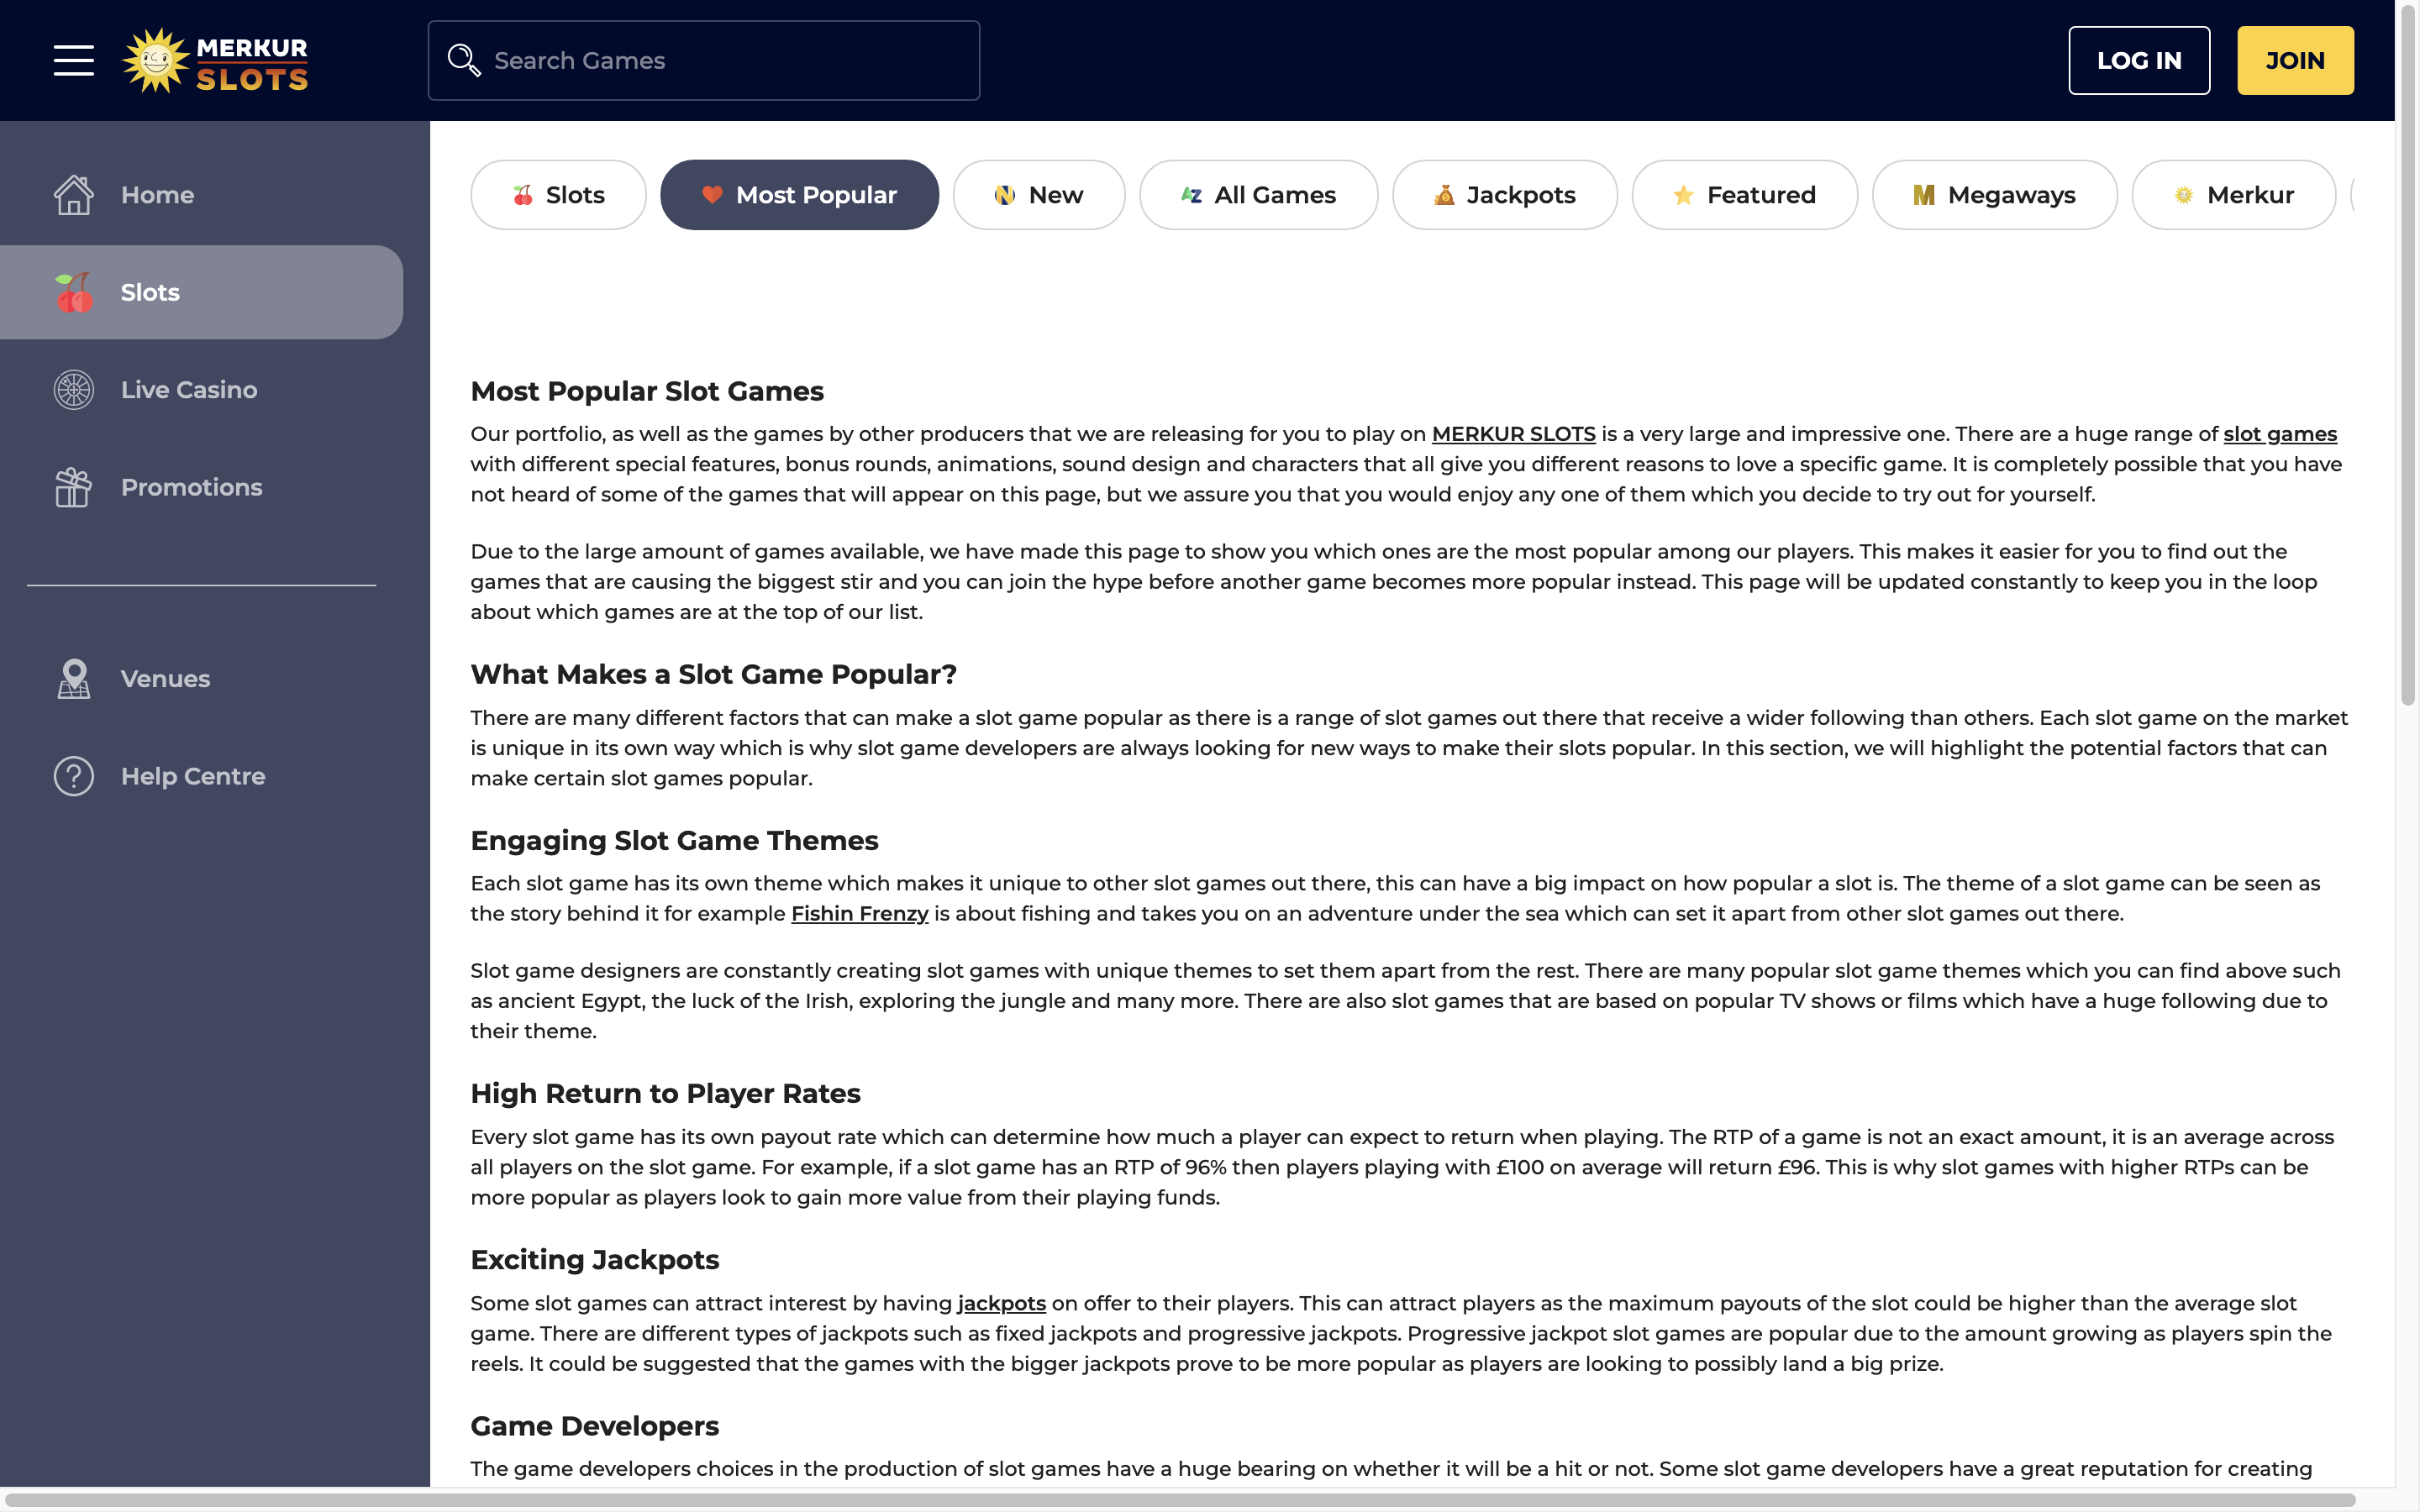 MERKUR
SLOTS
Search Games
LOG IN
JOIN
Home
Slots
Live Casino
Promotions
Venues
Help Centre
Slots
Most Popular
New
All Games
Jackpots
Featured
Megaways
Merkur
Most Popular Slot Games
Our portfolio, as well as the games by other producers that we are releasing for you to play on MERKUR SLOTS is a very large and impressive one. There are a huge range of slot games
with different special features, bonus rounds, animations, sound design and characters that all give you different reasons to love a specific game. It is completely possible that you have
not heard of some of the games that will appear on this page, but we assure you that you would enjoy any one of them which you decide to try out for yourself.
Due to the large amount of games available, we have made this page to show you which ones are the most popular among our players. This makes it easier for you to find out the
games that are causing the biggest stir and you can join the hype before another game becomes more popular instead. This page will be updated constantly to keep you in the loop
about which games are at the top of our list.
What Makes a Slot Game Popular?
There are many different factors that can make a slot game popular as there is a range of slot games out there that receive a wider following than others. Each slot game on the market
is unique in its own way which is why slot game developers are always looking for new ways to make their slots popular. In this section, we will highlight the potential factors that can
make certain slot games popular.
Engaging Slot Game Themes
Each slot game has its own theme which makes it unique to other slot games out there, this can have a big impact on how popular a slot is. The theme of a slot game can be seen as
the story behind it for example Fishin Frenzy is about fishing and takes you on an adventure under the sea which can set it apart from other slot games out there.
Slot game designers are constantly creating slot games with unique themes to set them apart from the rest. There are many popular slot game themes which you can find above such
as ancient Egypt, the luck of the Irish, exploring the jungle and many more. There are also slot games that are based on popular TV shows or films which have a huge following due to
their theme.
High Return to Player Rates
Every slot game has its own payout rate which can determine how much a player can expect to return when playing. The RTP of a game is not an exact amount, it is an average across
all players on the slot game. For example, if a slot game has an RTP of 96% then players playing with £100 on average will return £96. This is why slot games with higher RTPs can be
more popular as players look to gain more value from their playing funds.
Exciting Jackpots
Some slot games can attract interest by having jackpots on offer to their players. This can attract players as the maximum payouts of the slot could be higher than the average slot
game. There are different types of jackpots such as fixed jackpots and progressive jackpots. Progressive jackpot slot games are popular due to the amount growing as players spin the
reels. It could be suggested that the games with the bigger jackpots prove to be more popular as players are looking to possibly land a big prize.
Game Developers
The game developers choices in the production of slot games have a huge bearing on whether it will be a hit or not. Some slot game developers have a great reputation for creating